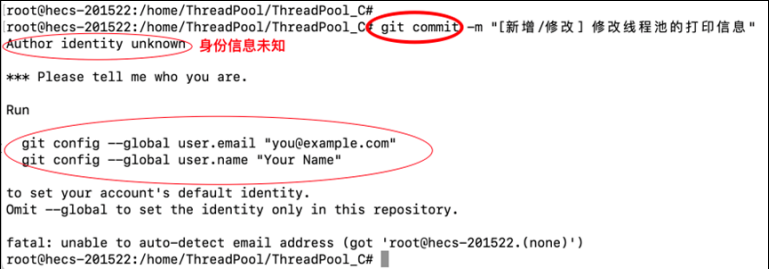 root@hecs-201522:/home/ThreadPool/ThreadPool_C#
root@hecs-201522:/home/ThreadPool/ThreadPool_C# git commit -m "[新增/修改] 修改线程池的打印信息"
Author identity unknown 身份信息未知
*** Please tell me who you are.
Run
git config --global user.email "you@example.com"
git config --global user.name "Your Name"
to set your account's default identity.
Omit --global to set the identity only in this repository.
fatal: unable to auto-detect email address (got 'root@hecs-201522.(none)')
root@hecs-201522:/home/ThreadPool/ThreadPool_C#